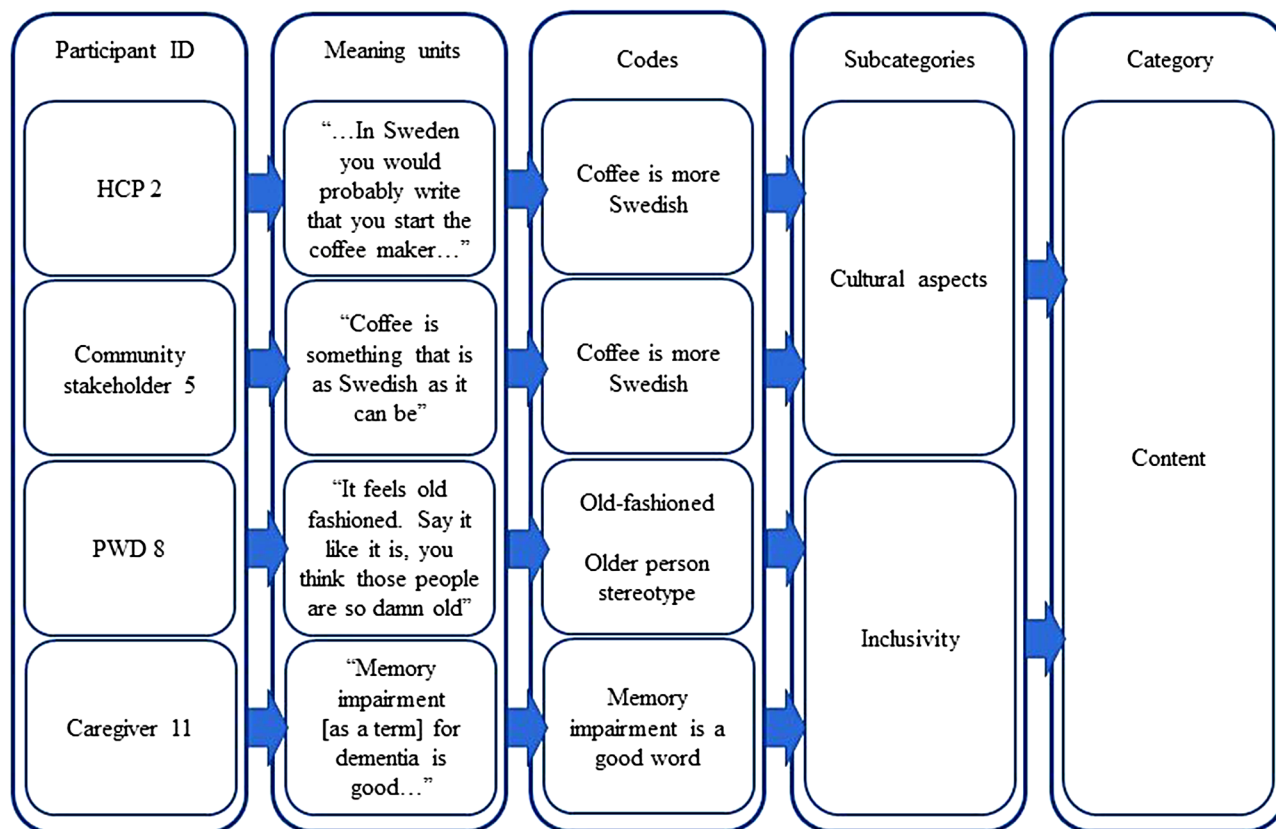 Participant ID
Meaning units
Codes
Subcategories
Category
HCP 2
“…In Sweden
you would
probably write
that you start the
coffee maker…”
Coffee is more
Swedish
Cultural aspects
Content
Community
stakeholder 5
“Coffee is
something that is
as Swedish as it
can be”
Coffee is more
Swedish
PWD 8
“It feels old
fashioned. Say it
like it is, you
think those people
are so damn old”
Old-fashioned
Older person
stereotype
Inclusivity
Caregiver 11
“Memory
impairment
[as a term] for
dementia is
good…”
Memory
impairment is a
good word